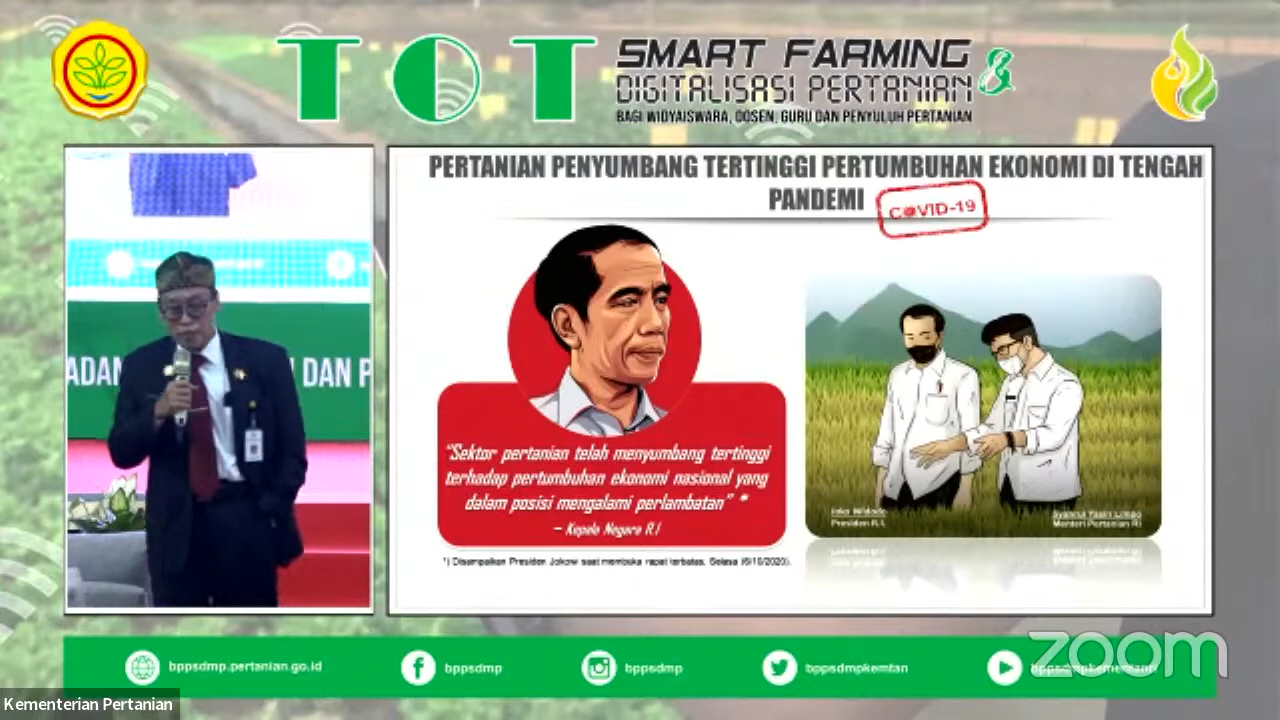 TOT
SMART FARMING
DIGITALISASI PERTANIAN &
BAGI WIDYAISWARA, DOSEN, GURU DAN PENYULUH PERTANIAN
ADAN
DAN P
PERTANIAN PENYUMBANG TERTINGGI PERTUMBUHAN EKONOMI DI TENGAH
PANDEMI
COVID-19
"Sektor pertanian telah menyumbang tertinggi
terhadap pertumbuhan ekonomi nasional yang
dalam posisi mengalami perlambatan" *
– Kepala Negara R.I
*) Disampaikan Presiden Jokowi saat membuka rapat terbatas, Selasa (6/10/2020).
Joko Widodo
Presiden R.I.
Syahrul Yasin Limpo
Menteri Pertanian RI
bppsdmp.pertanian.go.id
bppsdmp
bppsdmp
bppsdmpkemtan
bppsdmpkementan
zoom
Kementerian Pertanian